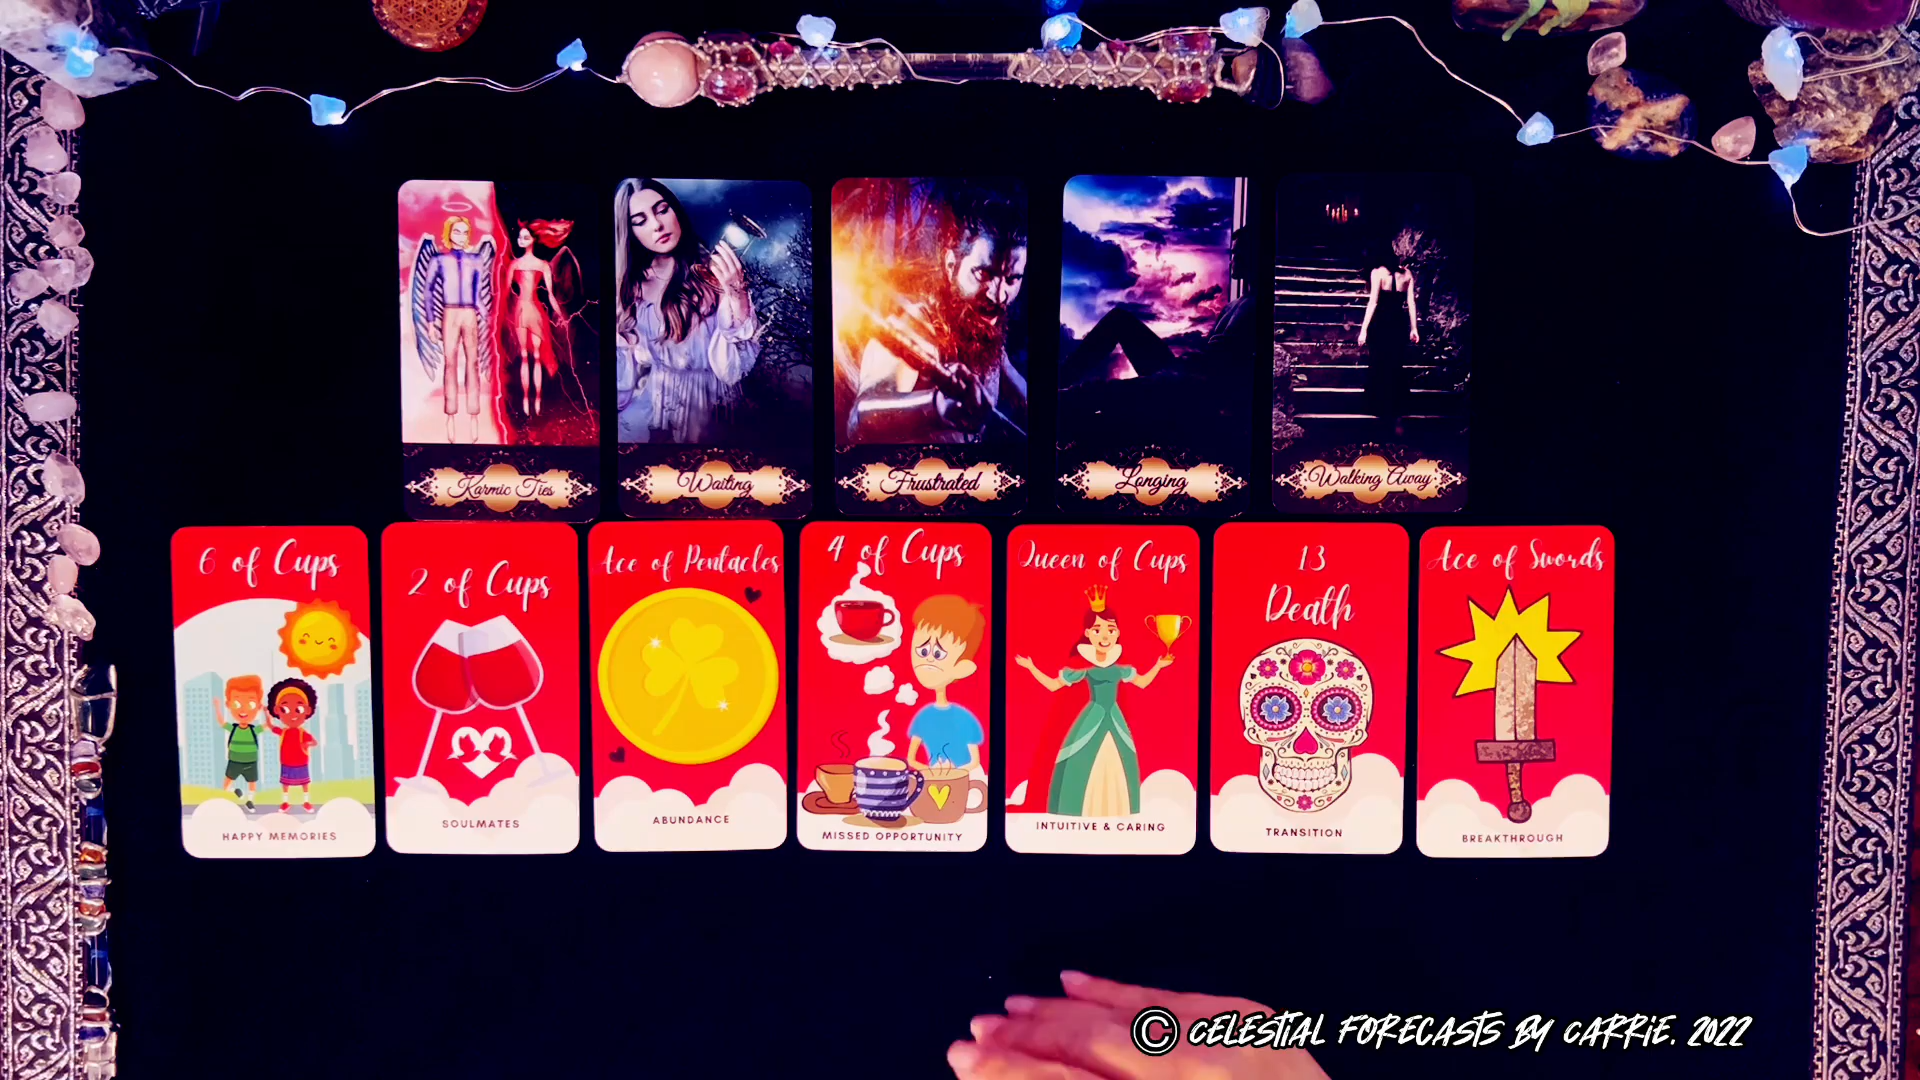 Karmic Ties
Waiting
Frustrated
Longing
Walking Away
6 of Cups
HAPPY MEMORIES
2 of Cups
SOULMATES
Ace of Pentacles
ABUNDANCE
4 of Cups
MISSED OPPORTUNITY
Queen of Cups
INTUITIVE & CARING
13
Death
TRANSITION
Ace of Swords
BREAKTHROUGH
© CELESTIAL FORECASTS BY CARRIE. 2022